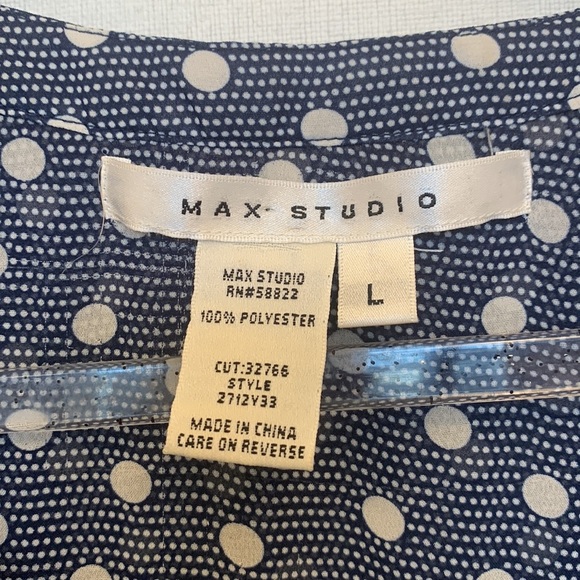 MAX STUDIO
L
MAX STUDIO
RN#58822
100% POLYESTER
CUT:32766
STYLE
2712Y33
MADE IN CHINA
CARE ON REVERSE